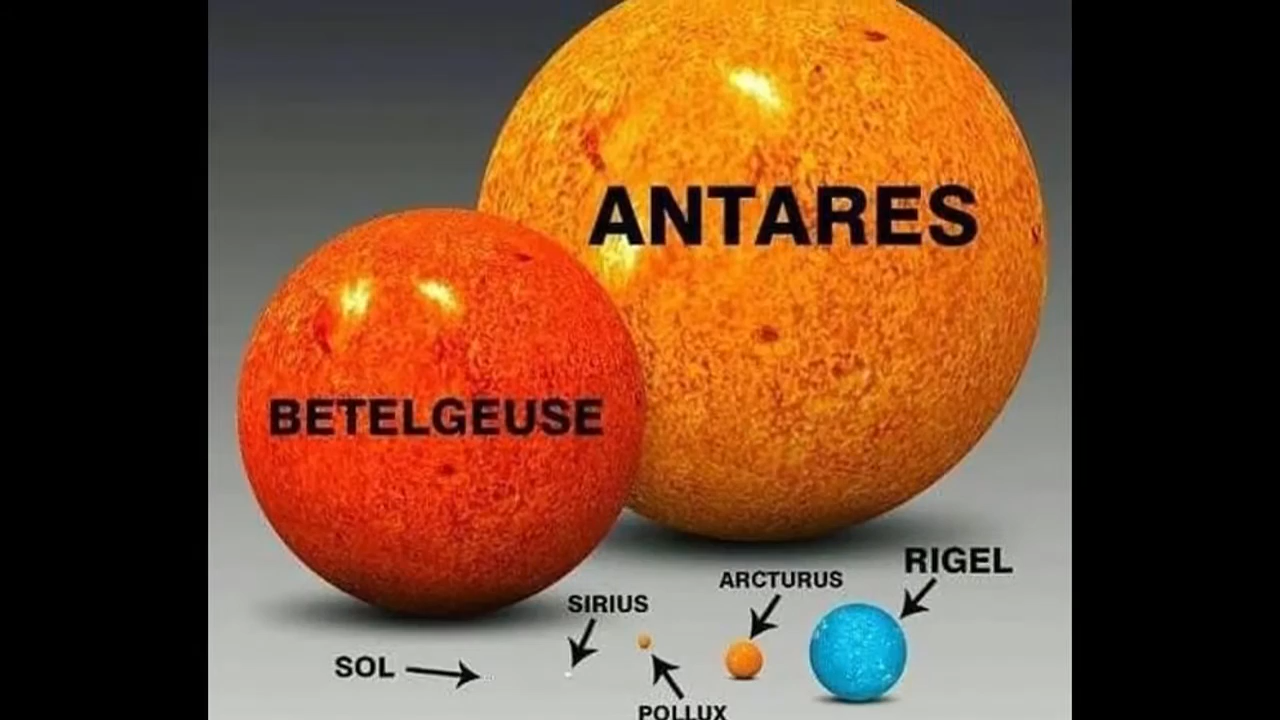 ANTARES
BETELGEUSE
RIGEL
ARCTURUS
SIRIUS
SOL
POLLUX